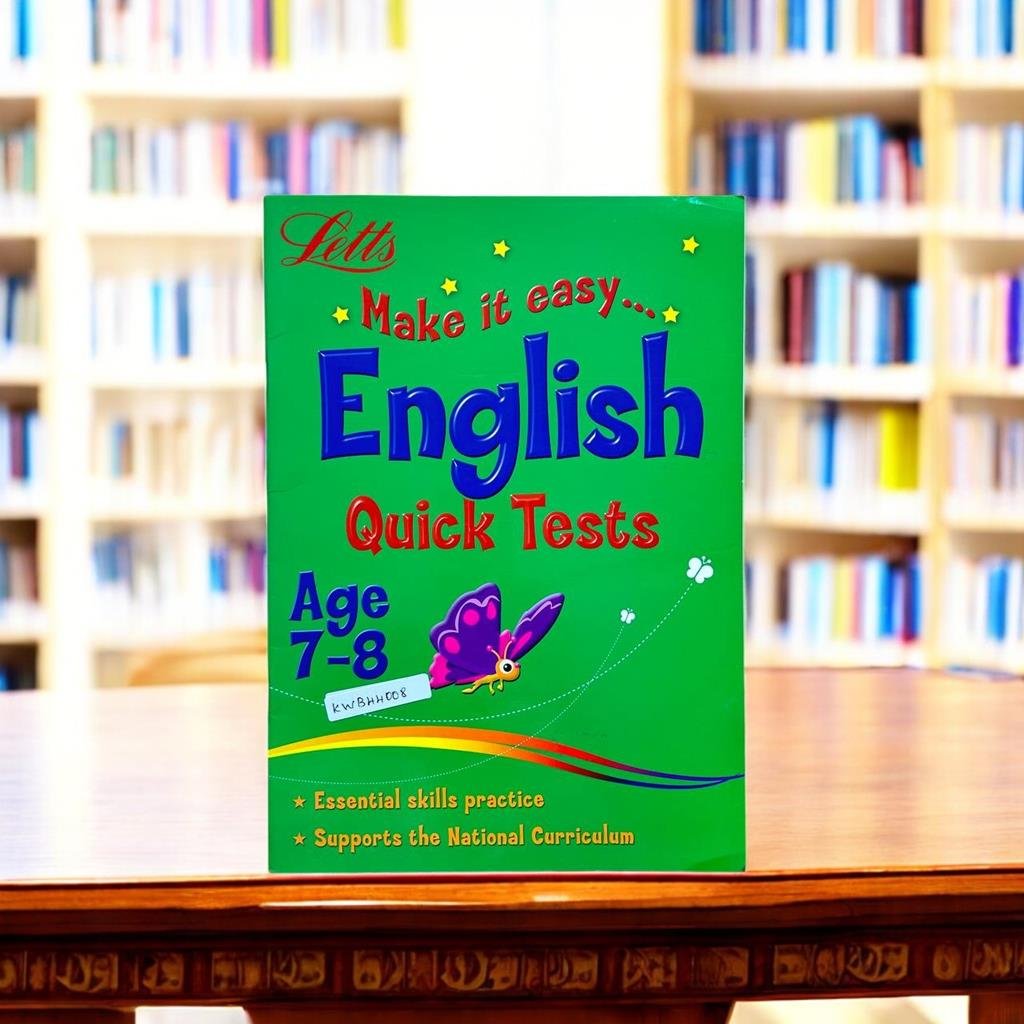 Letts
Make it easy...
English
Quick Tests
Age
7-8
KWBHH008
★ Essential skills practice
★ Supports the National Curriculum